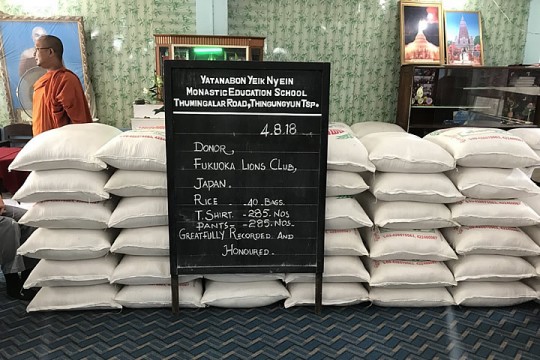 YATANABON YEIK NYEIN
MONASTIC EDUCATION SCHOOL
THUMINGALAR ROAD, THINGUNGYUN TSP.
4.8.18
DONOR,
FUKUOKA LIONS CLUB,
JAPAN.
RICE - 40 BAGS.
T. SHIRT - 285 NOS
PANTS - 285 NOS.
GREATFULLY RECORDED AND
HONOURED.